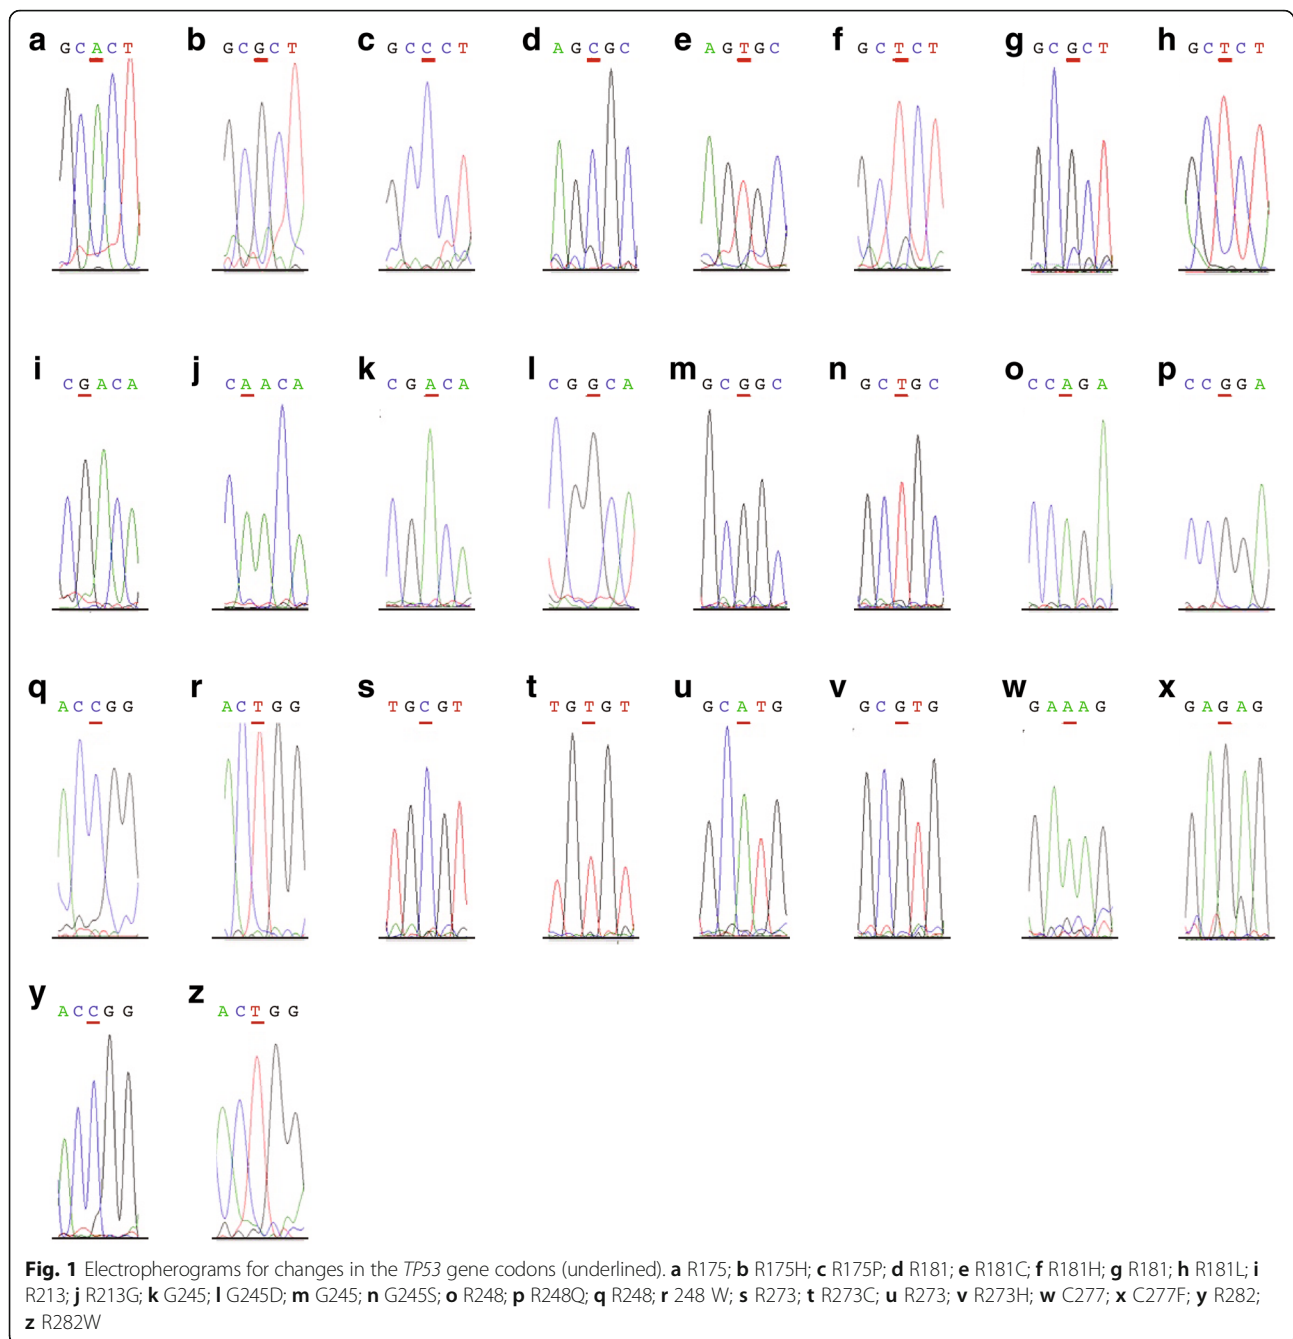 a b c d e f g h
GCACT GCGCT GCCCT AGCGC AGTGC GCTCT GCGCT GCTCT
i j k l m n o p
CGACA CAACA CGACA CGGCA GCGGC GCTGC CCAGA CCGGA
q r s t u v w x
ACCGG ACTGG TGCGT TGTGT GCATG GCGTG GAAAG GAGAG
y z
ACCGG ACTGG
Fig. 1 Electropherograms for changes in the TP53 gene codons (underlined). a R175; b R175H; c R175P; d R181; e R181C; f R181H; g R181; h R181L; i
R213; j R213G; k G245; l G245D; m G245; n G245S; o R248; p R248Q; q R248; r 248 W; s R273; t R273C; u R273; v R273H; w C277; x C277F; y R282;
z R282W